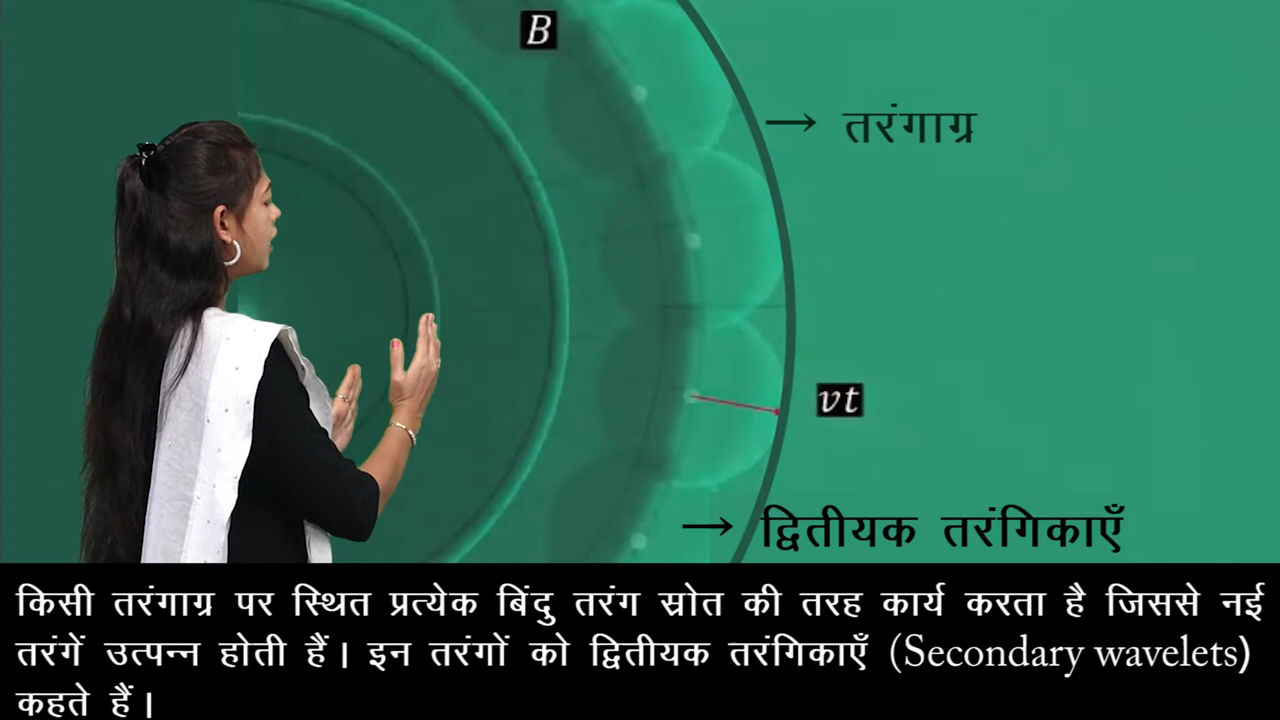 B
→ तरंगाग्र
vt
→ द्वितीयक तरंगिकाएँ
किसी तरंगाग्र पर स्थित प्रत्येक बिंदु तरंग स्रोत की तरह कार्य करता है जिससे नई
तरंगें उत्पन्न होती हैं। इन तरंगों को द्वितीयक तरंगिकाएँ (Secondary wavelets)
कहते हैं।